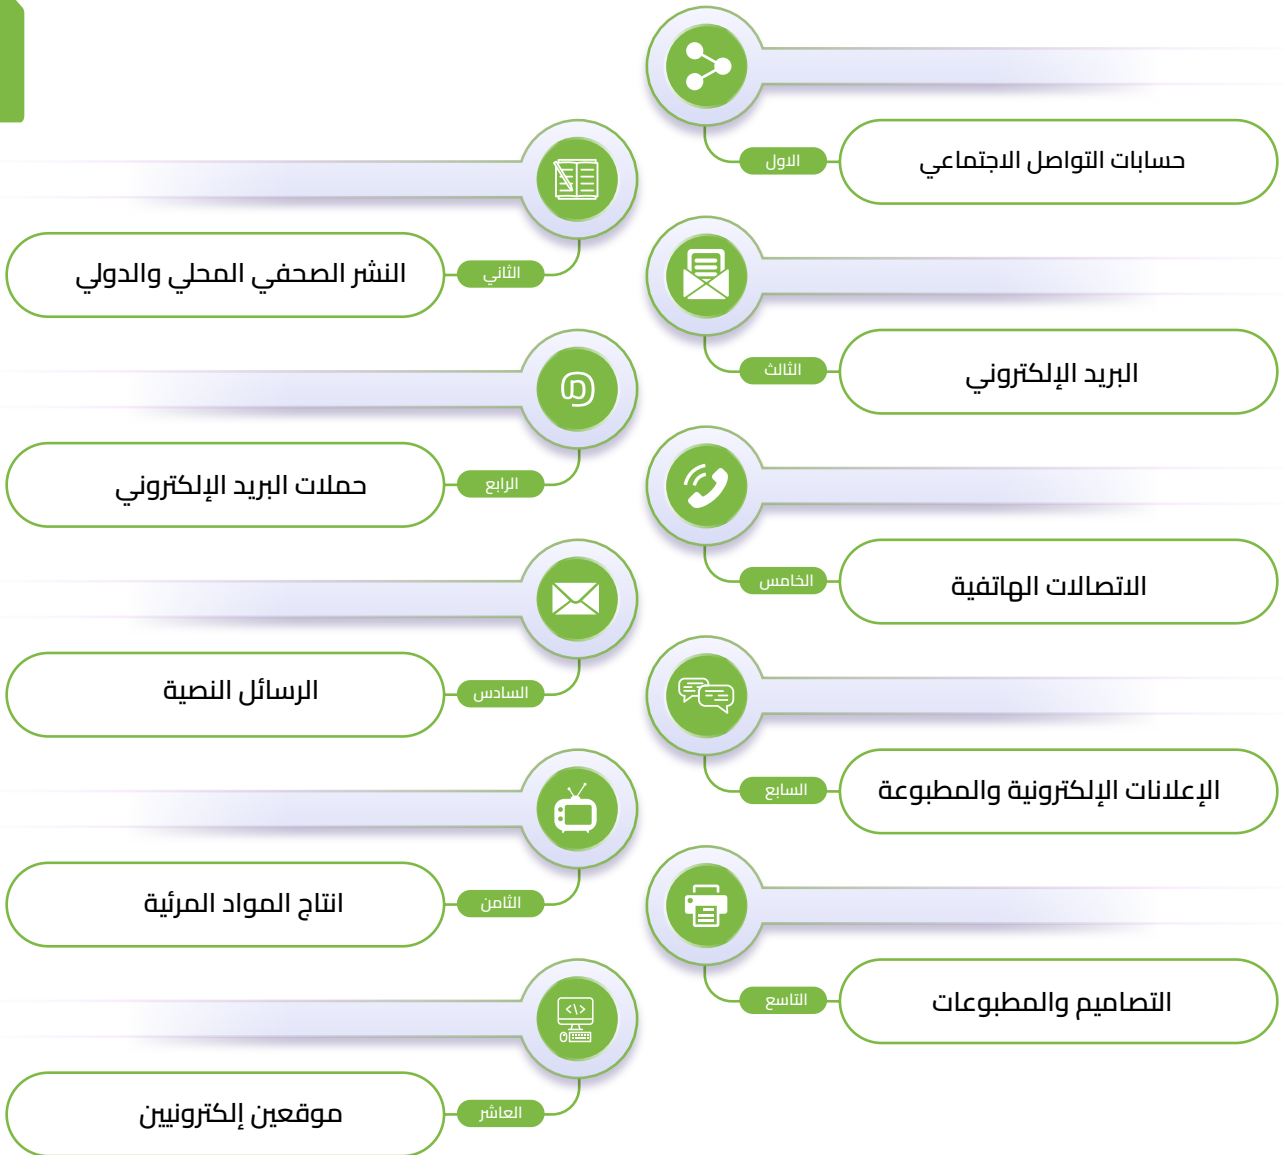 الاول
حسابات التواصل الاجتماعي
الثاني
النشر الصحفي المحلي والدولي
الثالث
البريد الإلكتروني
الرابع
حملات البريد الإلكتروني
الخامس
الاتصالات الهاتفية
السادس
الرسائل النصية
السابع
الإعلانات الإلكترونية والمطبوعة
الثامن
انتاج المواد المرئية
التاسع
التصاميم والمطبوعات
العاشر
موقعين إلكترونيين